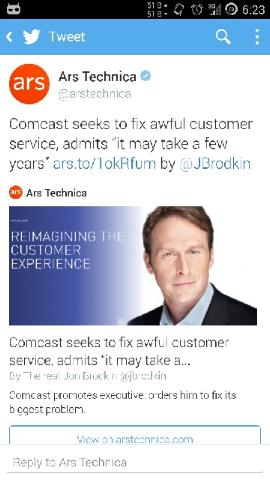 51 B
51 B
3G
6:23
Tweet
ars
Ars Technica
@arstechnica
Comcast seeks to fix awful customer
service, admits "it may take a few
years" ars.to/1okRfum by @JBrodkin
ars Ars Technica
REIMAGINING THE
CUSTOMER
EXPERIENCE
Comcast seeks to fix awful customer
service, admits "it may take a...
By The real Jon Brodkin @jbrodkin
Comcast promotes executive, orders him to fix its
biggest problem.
View on arstechnica.com
Reply to Ars Technica